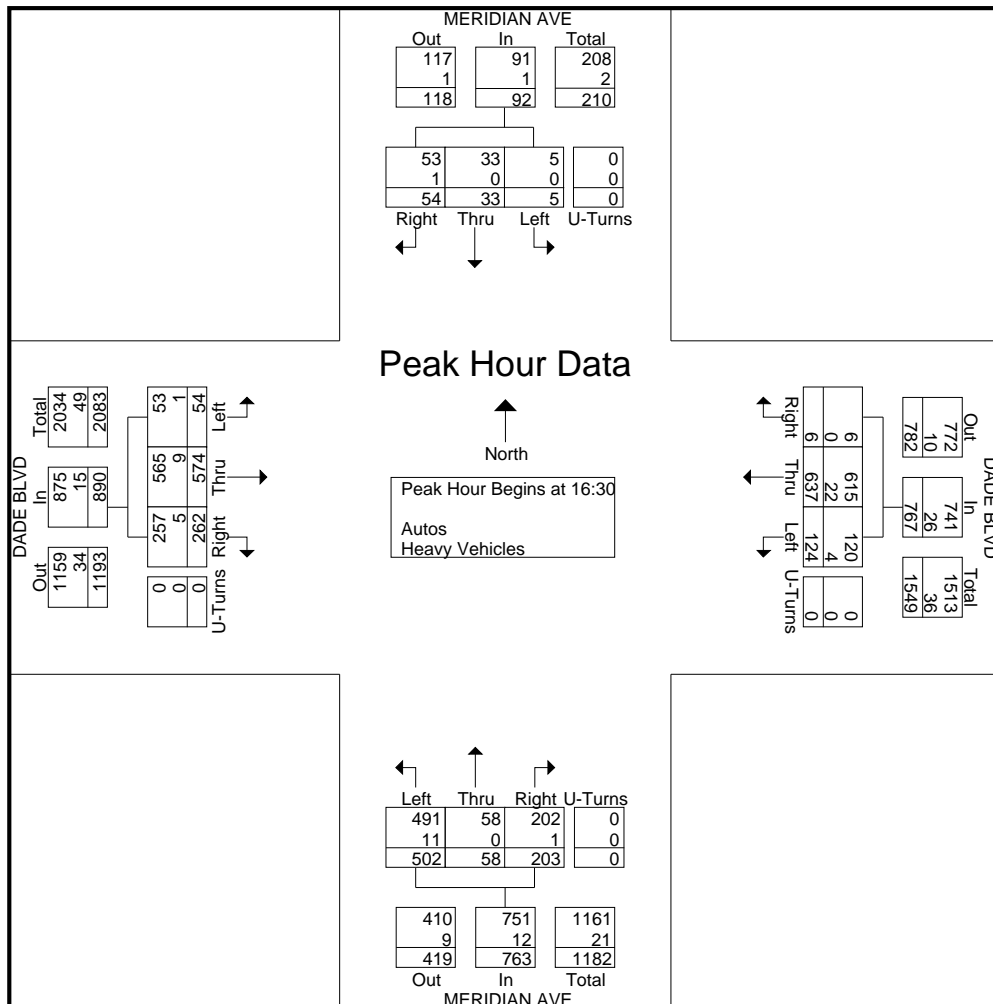 MERIDIAN AVE
Out In Total
117 91 208
1 1 2
118 92 210
53 33 5 0
1 0 0 0
54 33 5 0
Right Thru Left U-Turns
Peak Hour Data
North
Peak Hour Begins at 16:30
Autos
Heavy Vehicles
DADE BLVD
Total In Out
2034 875 1159
49 15 34
2083 890 1193
53 565 257 0
1 9 5 0
54 574 262 0
Left Thru Right U-Turns
DADE BLVD
Out In Total
772 741 1513
10 26 36
782 767 1549
6 615 120 0
0 22 4 0
6 637 124 0
Right Thru Left U-Turns
Left Thru Right U-Turns
491 58 202 0
11 0 1 0
502 58 203 0
410 751 1161
9 12 21
419 763 1182
Out In Total
MERIDIAN AVE